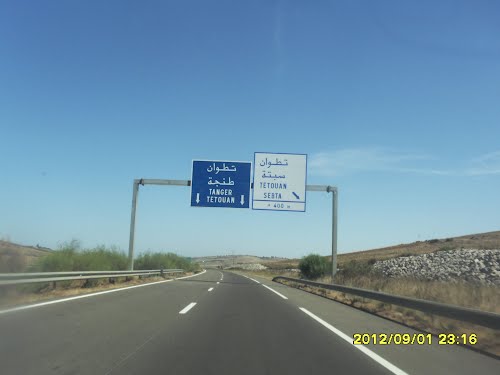 تطوان
طنجة
TANGER
TETOUAN
تطوان
سبتة
TETOUAN
SEBTA
400 m
2012/09/01 23:16